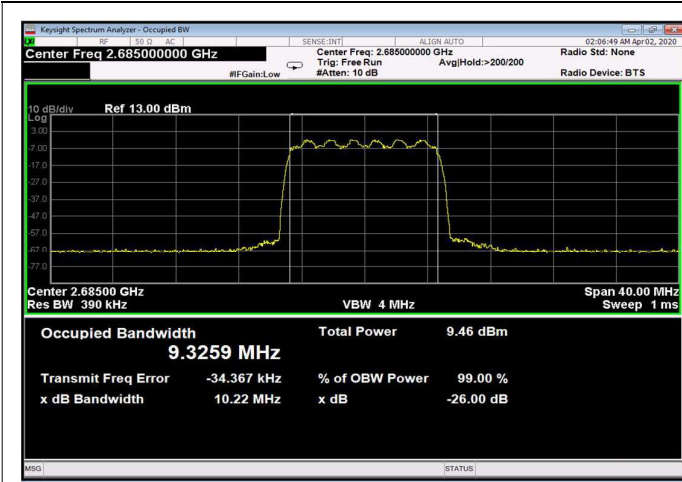 Keysight Spectrum Analyzer - Occupied BW
LXI RF 50 Ω AC SENSE:INT ALIGN AUTO 02:06:49 AM Apr 02, 2020
Center Freq 2.685000000 GHz
Center Freq: 2.685000000 GHz Radio Std: None
Trig: Free Run Avg|Hold:>200/200
#IFGain:Low #Atten: 10 dB Radio Device: BTS
10 dB/div Ref 13.00 dBm
Log
3.00
-7.00
-17.0
-27.0
-37.0
-47.0
-57.0
-67.0
-77.0
Center 2.68500 GHz Span 40.00 MHz
Res BW 390 kHz VBW 4 MHz Sweep 1 ms
Occupied Bandwidth Total Power 9.46 dBm
9.3259 MHz
Transmit Freq Error -34.367 kHz % of OBW Power 99.00 %
x dB Bandwidth 10.22 MHz x dB -26.00 dB
MSG STATUS